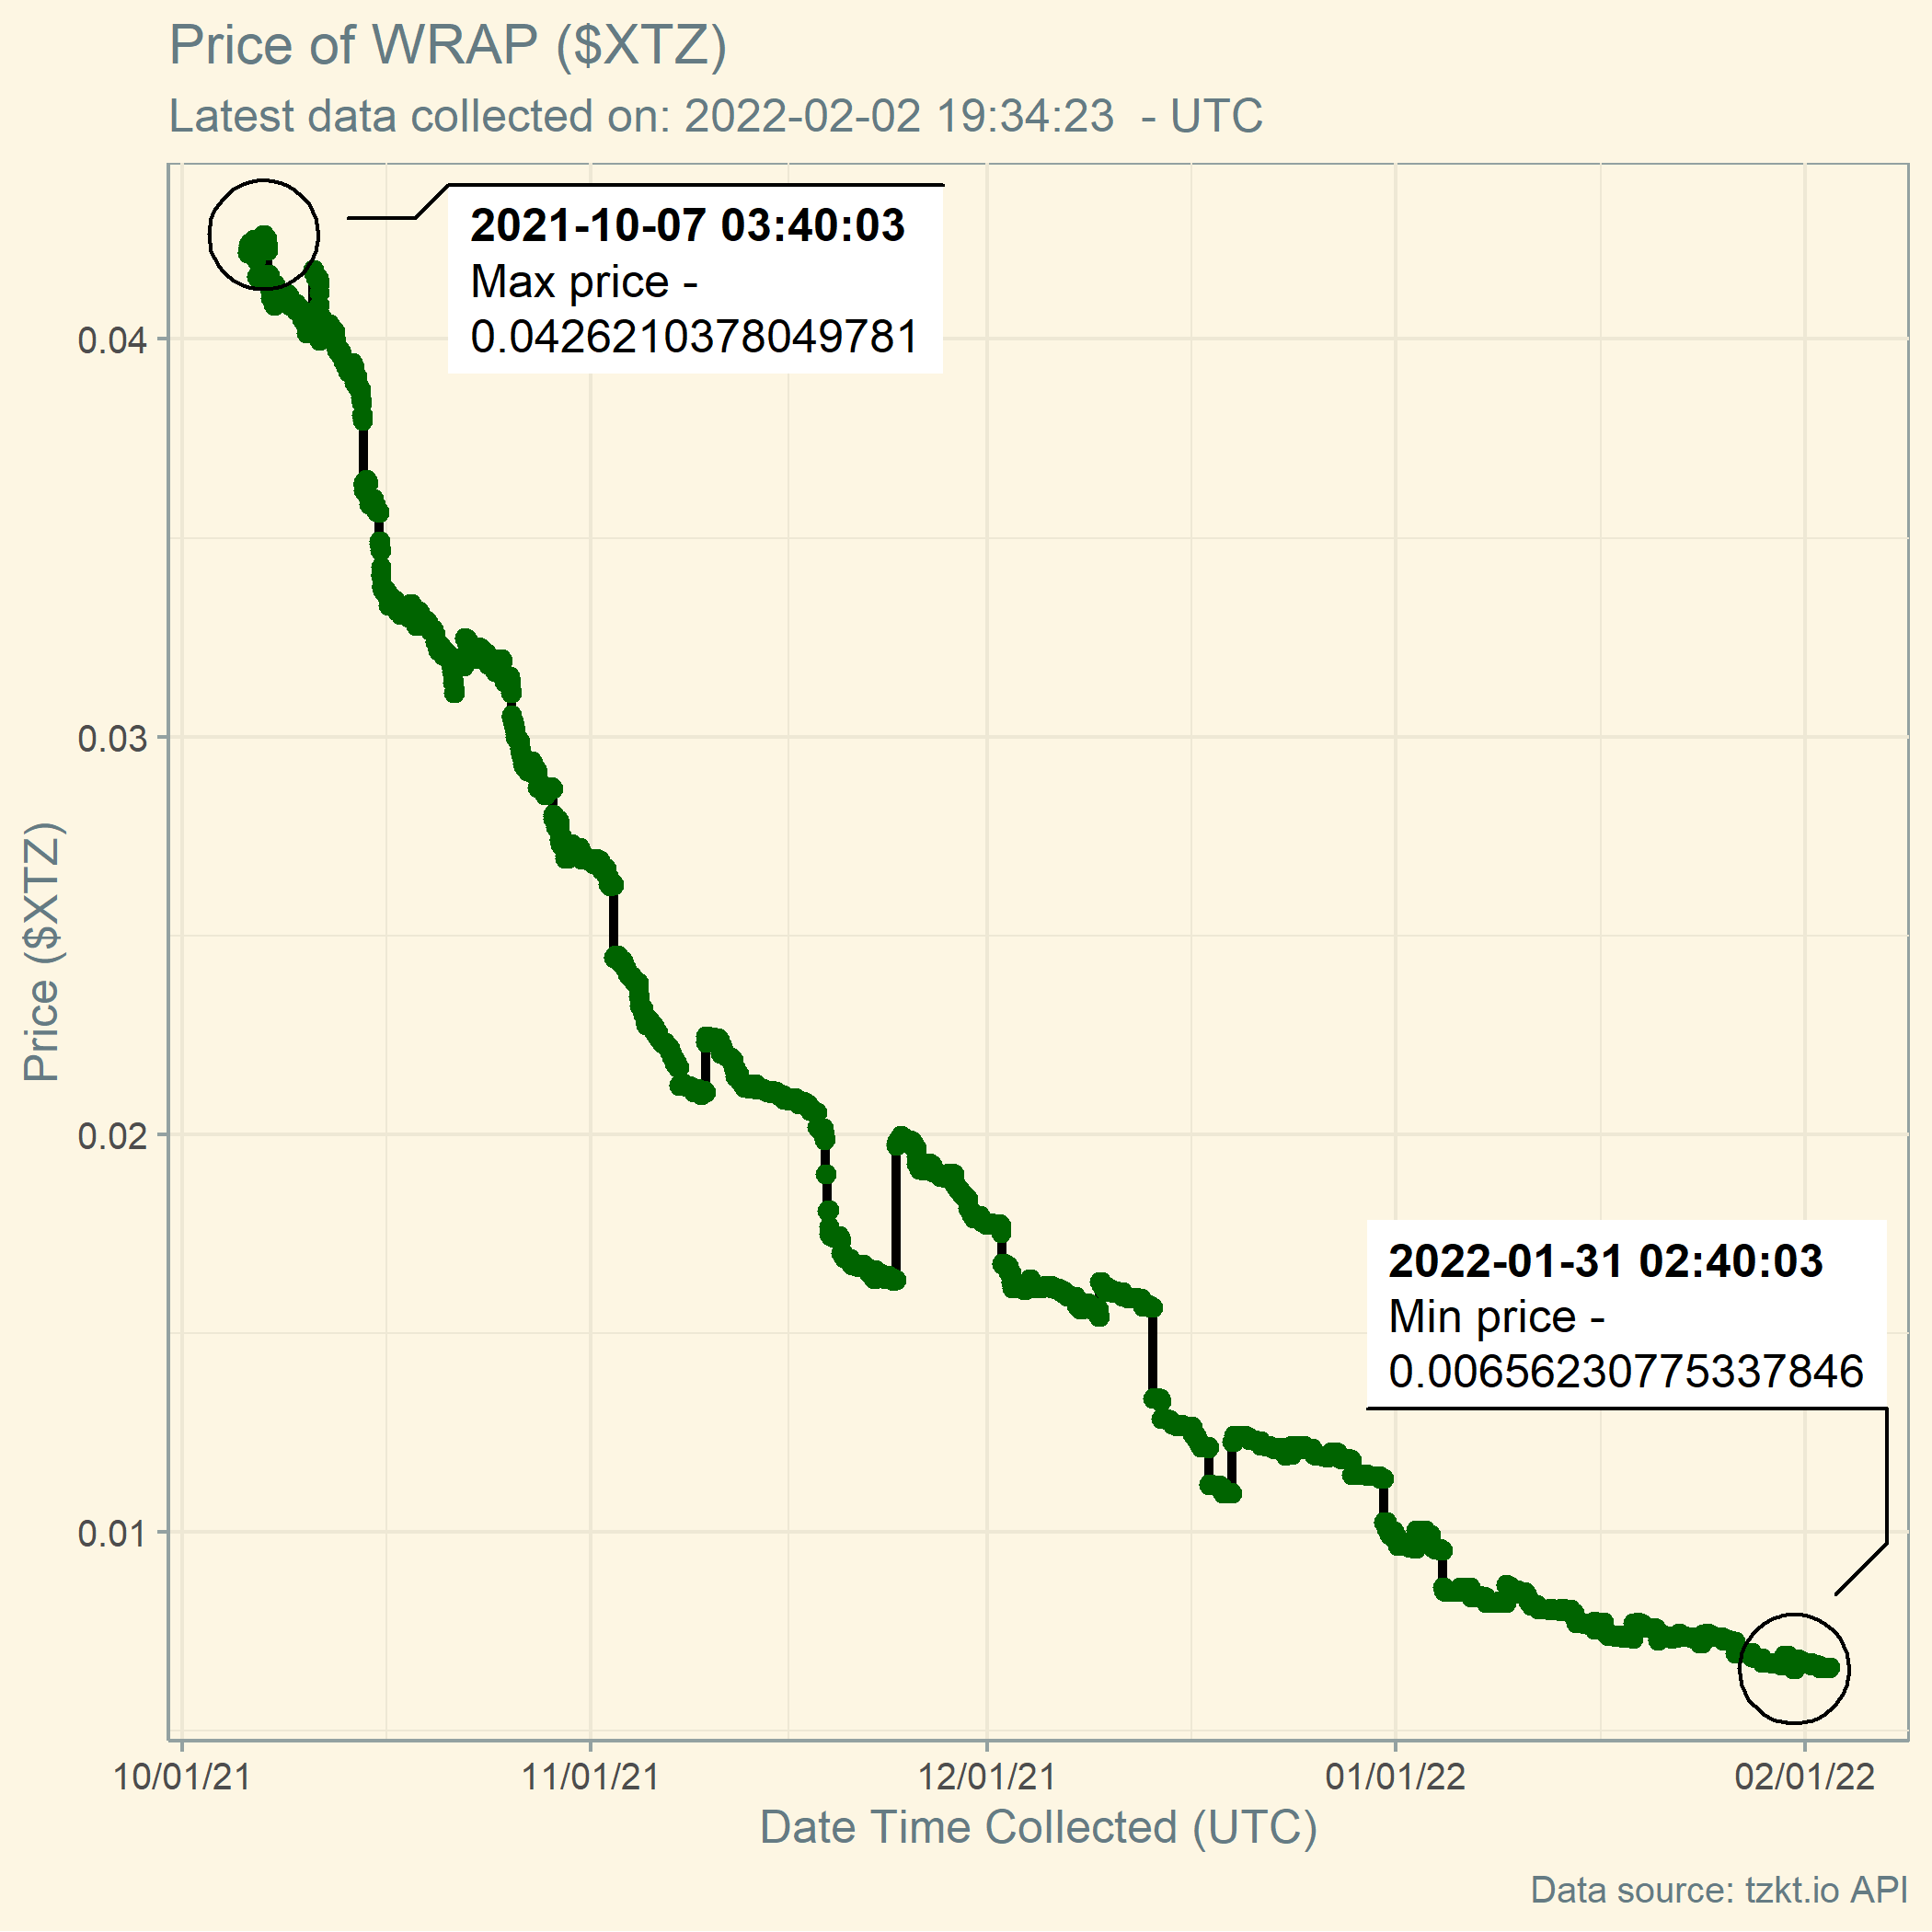 Price of WRAP ($XTZ)
Latest data collected on: 2022-02-02 19:34:23  - UTC
2021-10-07 03:40:03
Max price -
0.0426210378049781
0.04
0.03
0.02
0.01
Price ($XTZ)
2022-01-31 02:40:03
Min price -
0.00656230775337846
10/01/21
11/01/21
12/01/21
01/01/22
02/01/22
Date Time Collected (UTC)
Data source: tzkt.io API